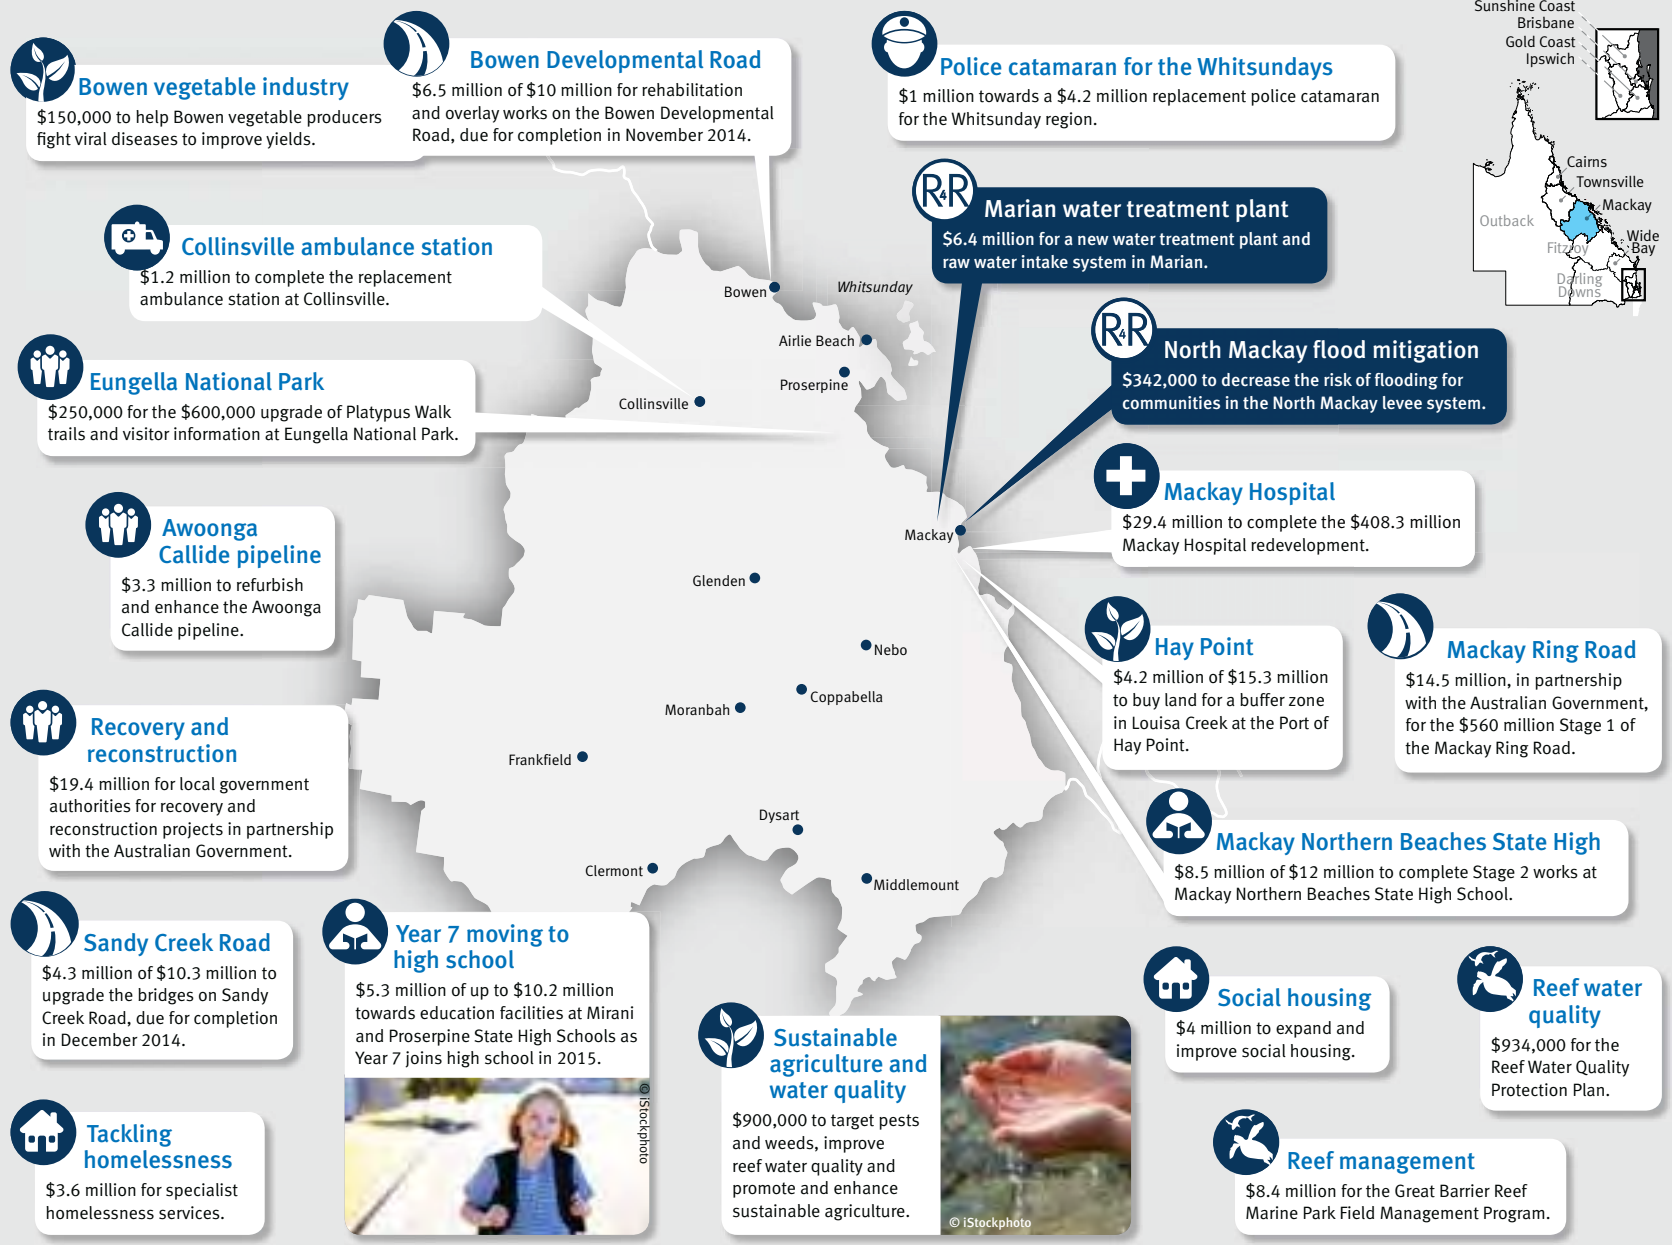 Bowen vegetable industry
$150,000 to help Bowen vegetable producers
fight viral diseases to improve yields.
Bowen Developmental Road
$6.5 million of $10 million for rehabilitation
and overlay works on the Bowen Developmental
Road, due for completion in November 2014.
Police catamaran for the Whitsundays
$1 million towards a $4.2 million replacement police catamaran
for the Whitsunday region.
Sunshine Coast
Brisbane
Gold Coast
Ipswich
Cairns
Townsville
Mackay
Outback
Fitzroy
Wide
Bay
Darling
Downs
Collinsville ambulance station
$1.2 million to complete the replacement
ambulance station at Collinsville.
R4R
Marian water treatment plant
$6.4 million for a new water treatment plant and
raw water intake system in Marian.
R4R
North Mackay flood mitigation
$342,000 to decrease the risk of flooding for
communities in the North Mackay levee system.
Eungella National Park
$250,000 for the $600,000 upgrade of Platypus Walk
trails and visitor information at Eungella National Park.
Bowen
Whitsunday
Airlie Beach
Proserpine
Collinsville
Mackay
Glenden
Nebo
Coppabella
Moranbah
Frankfield
Dysart
Clermont
Middlemount
Mackay Hospital
$29.4 million to complete the $408.3 million
Mackay Hospital redevelopment.
Awoonga
Callide pipeline
$3.3 million to refurbish
and enhance the Awoonga
Callide pipeline.
Hay Point
$4.2 million of $15.3 million
to buy land for a buffer zone
in Louisa Creek at the Port of
Hay Point.
Mackay Ring Road
$14.5 million, in partnership
with the Australian Government,
for the $560 million Stage 1 of
the Mackay Ring Road.
Recovery and
reconstruction
$19.4 million for local government
authorities for recovery and
reconstruction projects in partnership
with the Australian Government.
Mackay Northern Beaches State High
$8.5 million of $12 million to complete Stage 2 works at
Mackay Northern Beaches State High School.
Sandy Creek Road
$4.3 million of $10.3 million to
upgrade the bridges on Sandy
Creek Road, due for completion
in December 2014.
Year 7 moving to
high school
$5.3 million of up to $10.2 million
towards education facilities at Mirani
and Proserpine State High Schools as
Year 7 joins high school in 2015.
© iStockphoto
Sustainable
agriculture and
water quality
$900,000 to target pests
and weeds, improve
reef water quality and
promote and enhance
sustainable agriculture.
© iStockphoto
Social housing
$4 million to expand and
improve social housing.
Reef water
quality
$934,000 for the
Reef Water Quality
Protection Plan.
Tackling
homelessness
$3.6 million for specialist
homelessness services.
Reef management
$8.4 million for the Great Barrier Reef
Marine Park Field Management Program.